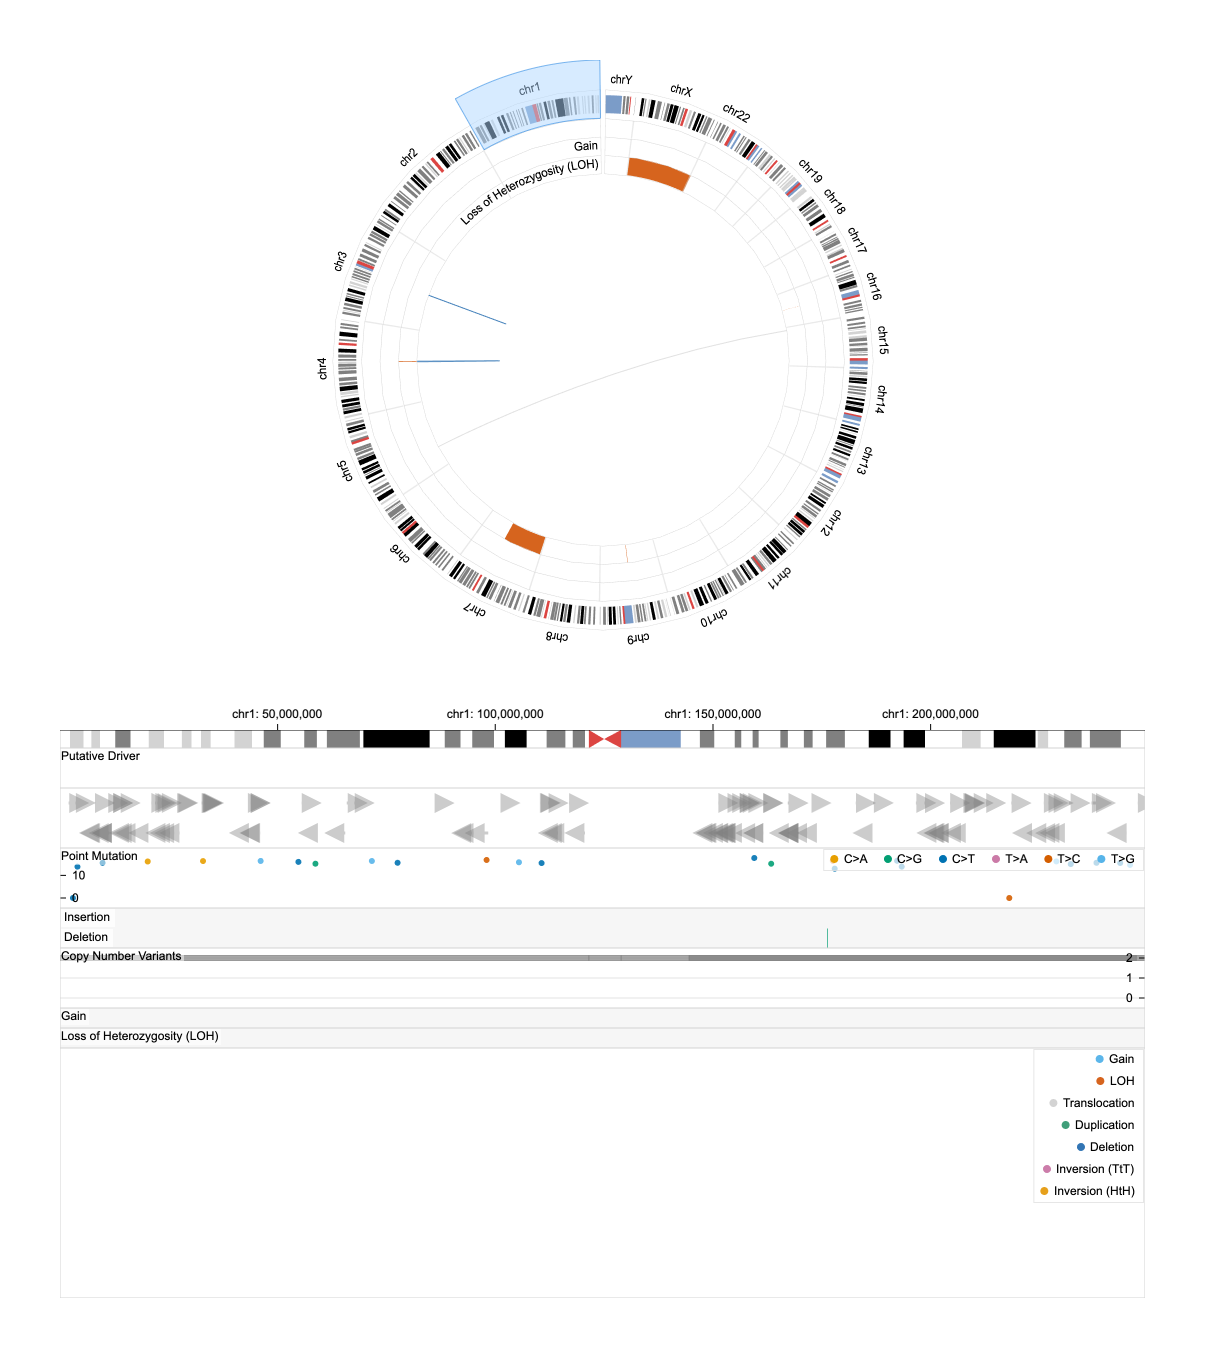 chr1
chrY
chrX
chr22
chr19
chr18
chr17
chr16
chr15
chr14
chr13
chr12
chr11
chr10
chr9
chr8
chr7
chr6
chr5
chr4
chr3
chr2
Gain
Loss of Heterozygosity (LOH)
chr1: 50,000,000 chr1: 100,000,000 chr1: 150,000,000 chr1: 200,000,000
Putative Driver
Point Mutation
C>A C>G C>T T>A T>C T>G
10
0
Insertion
Deletion
Copy Number Variants
2
1
0
Gain
Loss of Heterozygosity (LOH)
Gain
LOH
Translocation
Duplication
Deletion
Inversion (TtT)
Inversion (HtH)